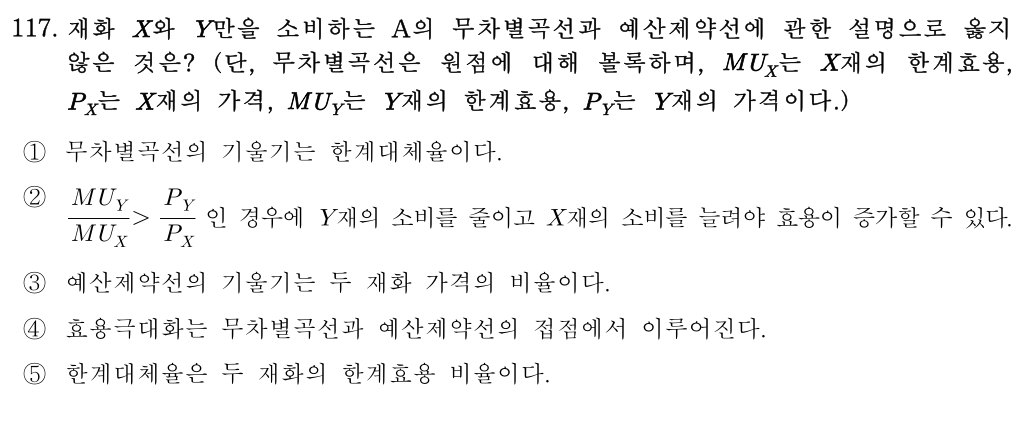 117. 재화 X와 Y만을 소비하는 A의 무차별곡선과 예산제약선에 관한 설명으로 옳지
않은 것은? (단, 무차별곡선은 원점에 대해 볼록하며, MU_X는 X재의 한계효용,
P_X는 X재의 가격, MU_Y는 Y재의 한계효용, P_Y는 Y재의 가격이다.)
① 무차별곡선의 기울기는 한계대체율이다.
② MU_Y/MU_X > P_Y/P_X 인 경우에 Y재의 소비를 줄이고 X재의 소비를 늘려야 효용이 증가할 수 있다.
③ 예산제약선의 기울기는 두 재화 가격의 비율이다.
④ 효용극대화는 무차별곡선과 예산제약선의 접점에서 이루어진다.
⑤ 한계대체율은 두 재화의 한계효용 비율이다.